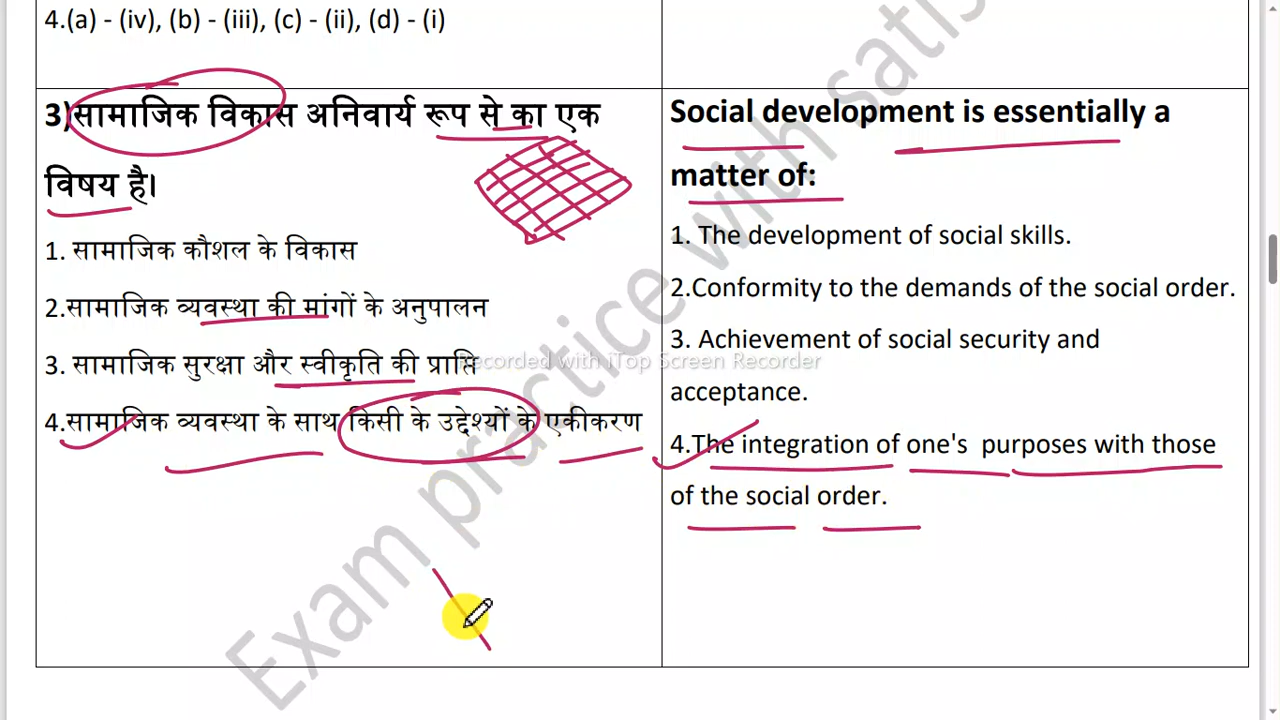 4.(a) - (iv), (b) - (iii), (c) - (ii), (d) - (i)
3)सामाजिक विकास अनिवार्य रूप से का एक
विषय है।
1. सामाजिक कौशल के विकास
2.सामाजिक व्यवस्था की मांगों के अनुपालन
3. सामाजिक सुरक्षा और स्वीकृति की प्राप्ति
4.सामाजिक व्यवस्था के साथ किसी के उद्देश्यों के एकीकरण
Social development is essentially a
matter of:
1. The development of social skills.
2.Conformity to the demands of the social order.
3. Achievement of social security and
acceptance.
4.The integration of one's purposes with those
of the social order.
Recorded with iTop Screen Recorder
Exam practice with satis